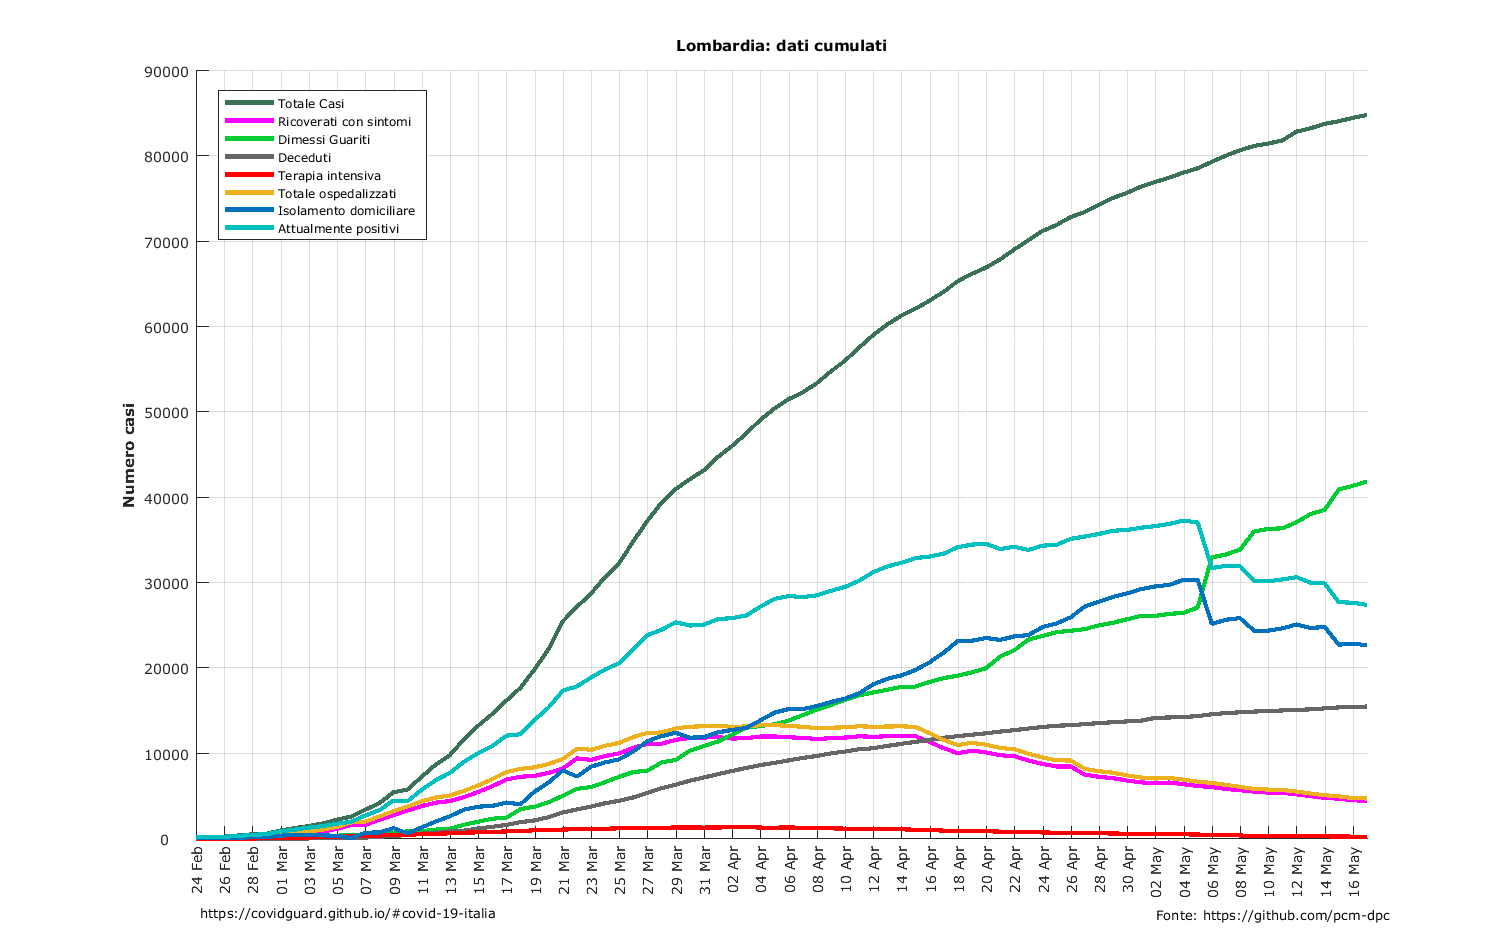 Lombardia: dati cumulati
90000
80000
70000
60000
50000
40000
30000
20000
10000
0
Numero casi
Totale Casi
Ricoverati con sintomi
Dimessi Guariti
Deceduti
Terapia intensiva
Totale ospedalizzati
Isolamento domiciliare
Attualmente positivi
24 Feb
26 Feb
28 Feb
01 Mar
03 Mar
05 Mar
07 Mar
09 Mar
11 Mar
13 Mar
15 Mar
17 Mar
19 Mar
21 Mar
23 Mar
25 Mar
27 Mar
29 Mar
31 Mar
02 Apr
04 Apr
06 Apr
08 Apr
10 Apr
12 Apr
14 Apr
16 Apr
18 Apr
20 Apr
22 Apr
24 Apr
26 Apr
28 Apr
30 Apr
02 May
04 May
06 May
08 May
10 May
12 May
14 May
16 May
https://covidguard.github.io/#covid-19-italia
Fonte: https://github.com/pcm-dpc